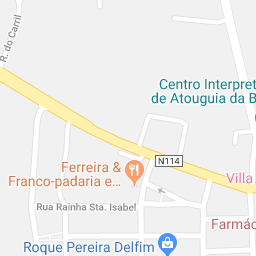 R. do Carril
Centro Interpret
de Atouguia da B
N114
Ferreira &
Franco-padaria e...
Villa
Rua Rainha Sta. Isabel
Farmác
Roque Pereira Delfim